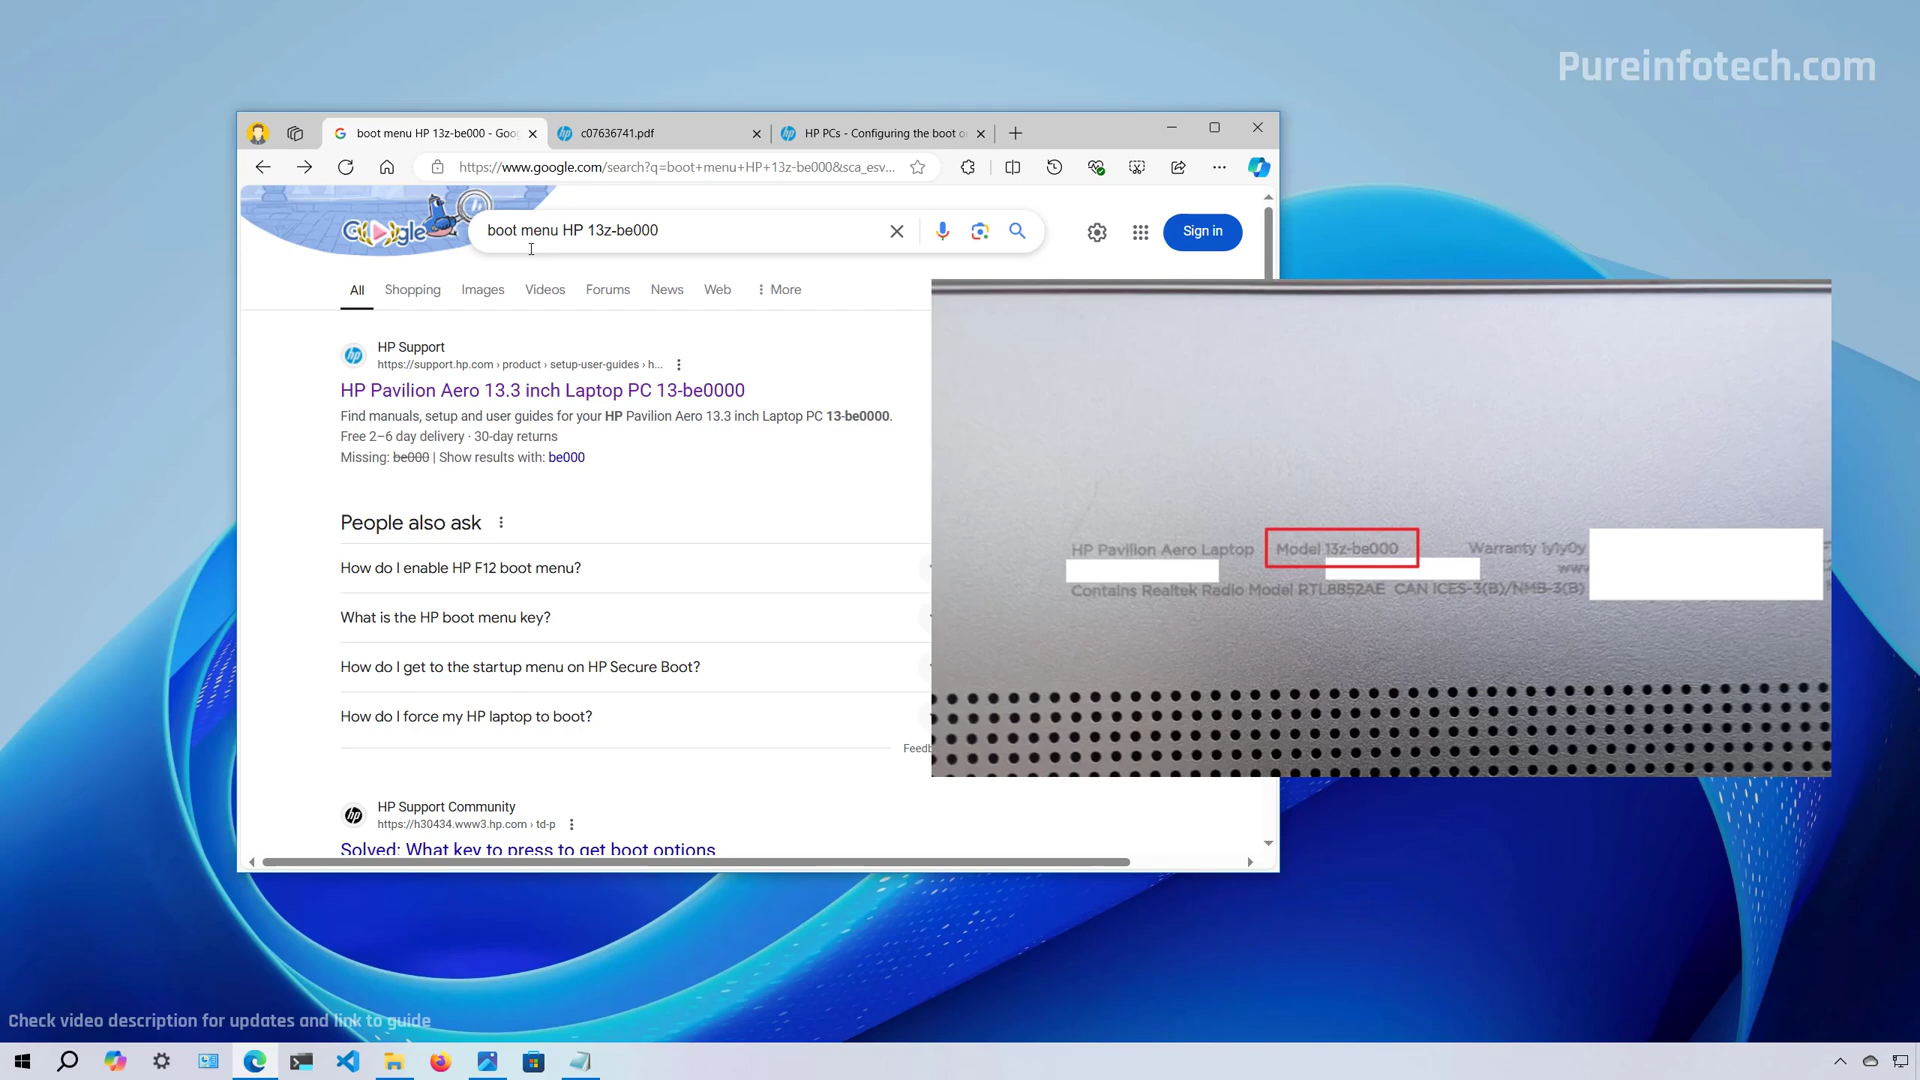 Pureinfotech.com
boot menu HP 13z-be000 - Goo
c07636741.pdf
HP PCs - Configuring the boot o
https://www.google.com/search?q=boot+menu+HP+13z-be000&sca_esv...
Google
boot menu HP 13z-be000
Sign in
All
Shopping
Images
Videos
Forums
News
Web
More
HP Support
https://support.hp.com › product › setup-user-guides › h...
HP Pavilion Aero 13.3 inch Laptop PC 13-be0000
Find manuals, setup and user guides for your HP Pavilion Aero 13.3 inch Laptop PC 13-be0000.
Free 2–6 day delivery · 30-day returns
Missing: be000 | Show results with: be000
People also ask
How do I enable HP F12 boot menu?
What is the HP boot menu key?
How do I get to the startup menu on HP Secure Boot?
How do I force my HP laptop to boot?
Feedb
HP Support Community
https://h30434.www3.hp.com › td-p
Solved: What key to press to get boot options
HP Pavilion Aero Laptop Model 13z-be000 Warranty 1y1y0y
www
Contains Realtek Radio Model RTL8852AE CAN ICES-3(B)/NMB-3(B)
Check video description for updates and link to guide